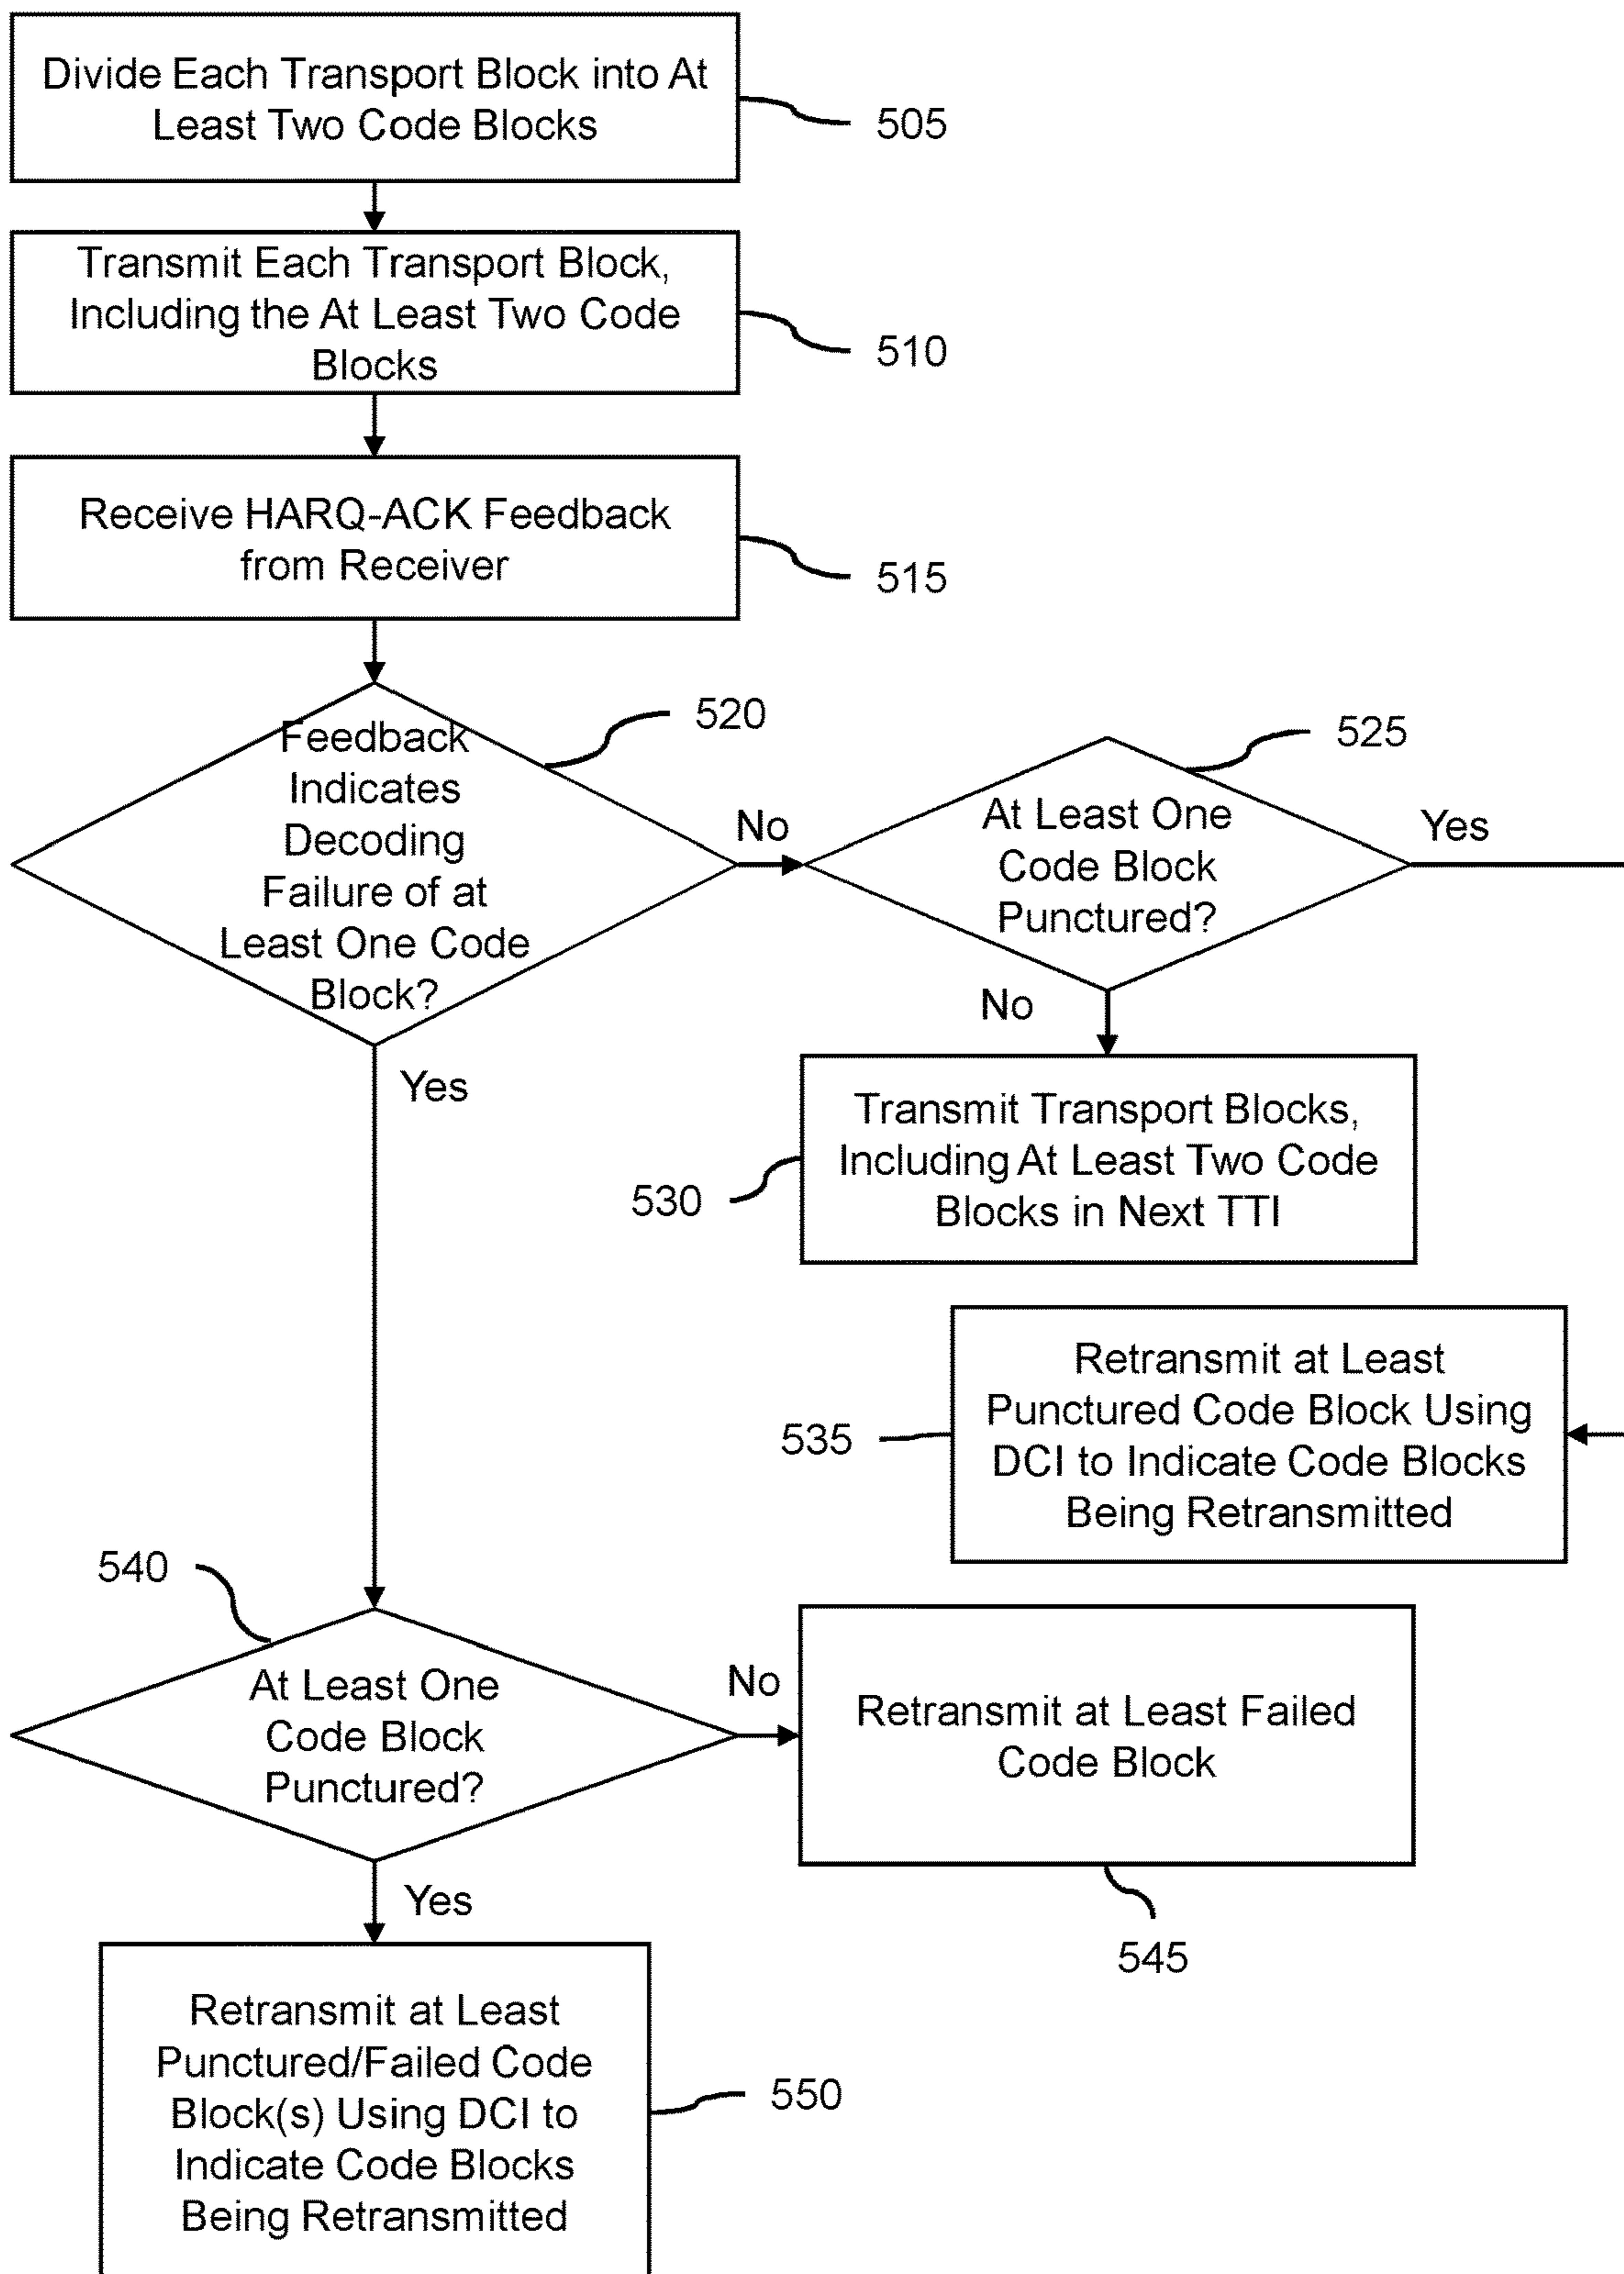 Divide Each Transport Block into At
Least Two Code Blocks
505
Transmit Each Transport Block,
Including the At Least Two Code
Blocks
510
Receive HARQ-ACK Feedback
from Receiver
515
Feedback
Indicates
Decoding
Failure of at
Least One Code
Block?
520
No
At Least One
Code Block
Punctured?
525
Yes
No
Yes
Transmit Transport Blocks,
Including At Least Two Code
Blocks in Next TTI
530
Retransmit at Least
Punctured Code Block Using
DCI to Indicate Code Blocks
Being Retransmitted
535
540
At Least One
Code Block
Punctured?
No
Retransmit at Least Failed
Code Block
545
Yes
Retransmit at Least
Punctured/Failed Code
Block(s) Using DCI to
Indicate Code Blocks
Being Retransmitted
550